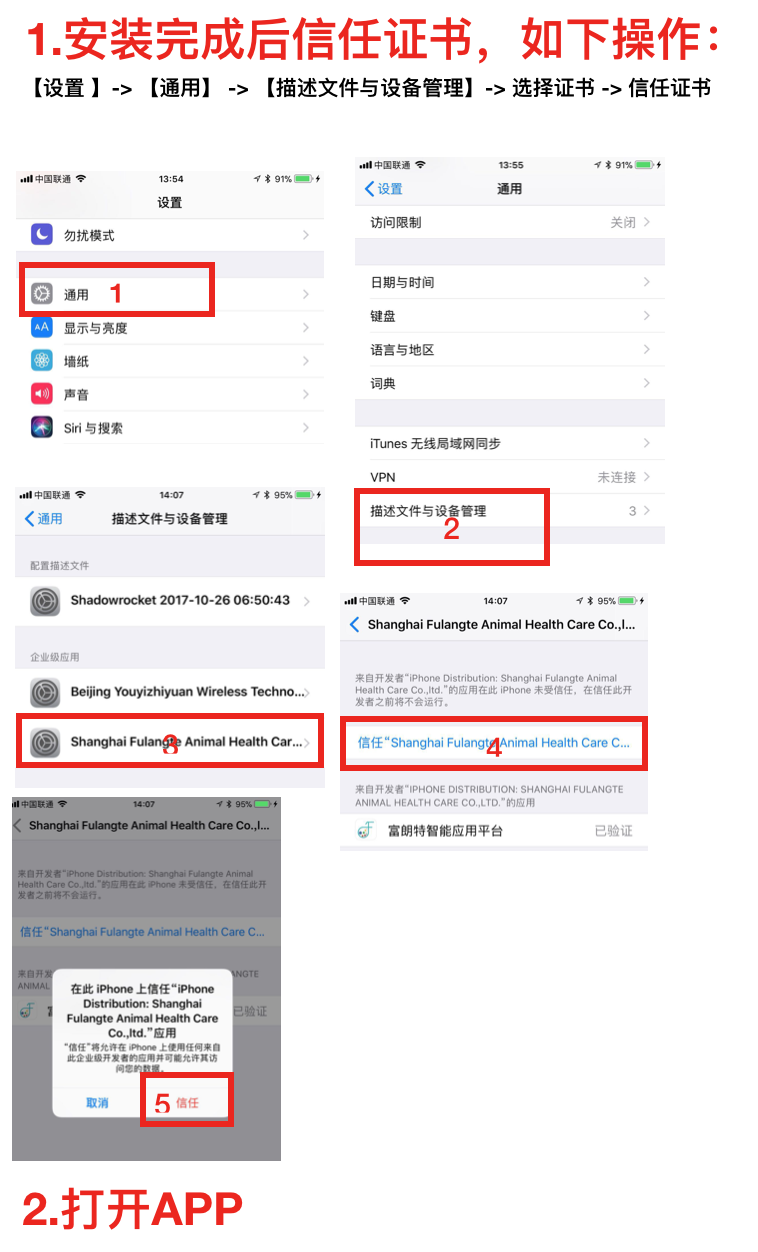 1.安装完成后信任证书，如下操作：
【设置 】-> 【通用】 -> 【描述文件与设备管理】-> 选择证书 -> 信任证书
中国联通 13:54 91%
设置
勿扰模式
通用 1
显示与亮度
墙纸
声音
Siri 与搜索
中国联通 13:55 91%
设置 通用
访问限制 关闭
日期与时间
键盘
语言与地区
词典
iTunes 无线局域网同步
VPN 未连接
描述文件与设备管理 3
2
中国联通 14:07 95%
通用 描述文件与设备管理
配置描述文件
Shadowrocket 2017-10-26 06:50:43
企业级应用
Beijing Youyizhiyuan Wireless Techno...
Shanghai Fulangte Animal Health Car...
3
中国联通 14:07 95%
Shanghai Fulangte Animal Health Care Co.,l...
来自开发者“iPhone Distribution: Shanghai Fulangte Animal
Health Care Co.,ltd.”的应用在此 iPhone 未受信任，在信任此开
发者之前将不会运行。
信任“Shanghai Fulangte Animal Health Care C...
4
来自开发者“IPHONE DISTRIBUTION: SHANGHAI FULANGTE
ANIMAL HEALTH CARE CO.,LTD.”的应用
富朗特智能应用平台 已验证
中国联通 14:07 95%
Shanghai Fulangte Animal Health Care Co.,l...
来自开发者“iPhone Distribution: Shanghai Fulangte Animal
Health Care Co.,ltd.”的应用在此 iPhone 未受信任，在信任此开
发者之前将不会运行。
信任“Shanghai Fulangte Animal Health Care C...
来自开发 ANGTE
ANIMAL
富 已验证
在此 iPhone 上信任“iPhone
Distribution: Shanghai
Fulangte Animal Health Care
Co.,ltd.”应用
“信任”将允许在 iPhone 上使用任何来自
此企业级开发者的应用并可能允许其访
问您的数据。
取消 5 信任
2.打开APP